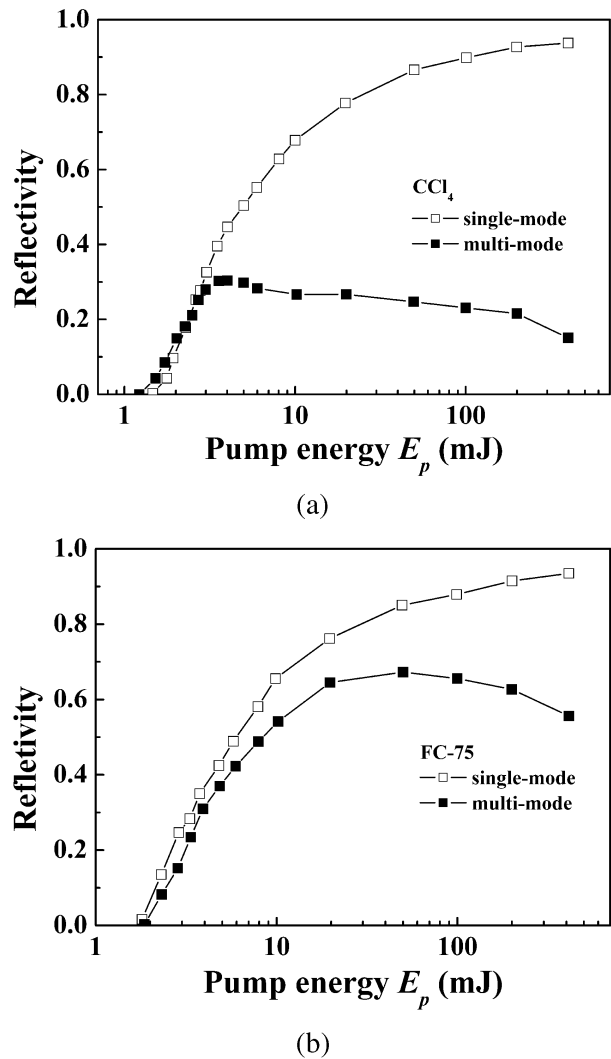 1.0
0.8
0.6
0.4
0.2
0.0
Reflectivity
CCl4
single-mode
multi-mode
1 10 100
Pump energy Ep (mJ)
(a)
1.0
0.8
0.6
0.4
0.2
0.0
Refletivity
FC-75
single-mode
multi-mode
1 10 100
Pump energy Ep (mJ)
(b)